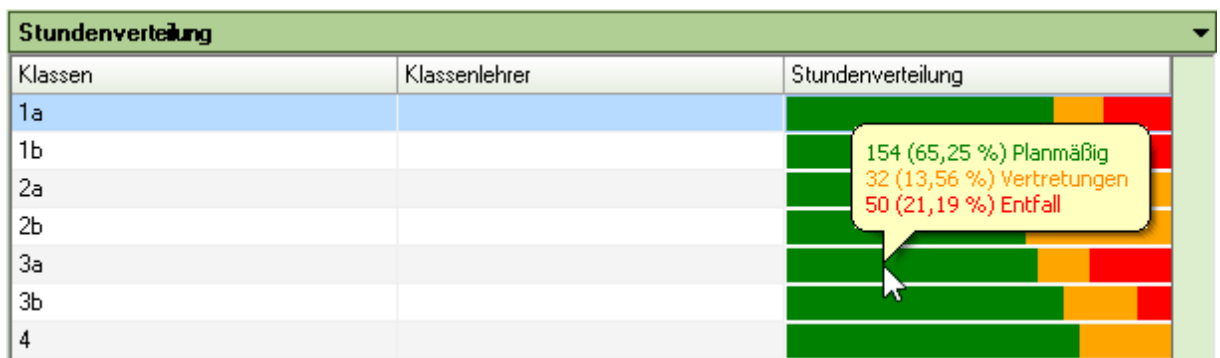 Stundenverteilung
Klassen Klassenlehrer Stundenverteilung
1a
1b
154 (65,25 %) Planmäßig
2a
32 (13,56 %) Vertretungen
50 (21,19 %) Entfall
2b
3a
3b
4